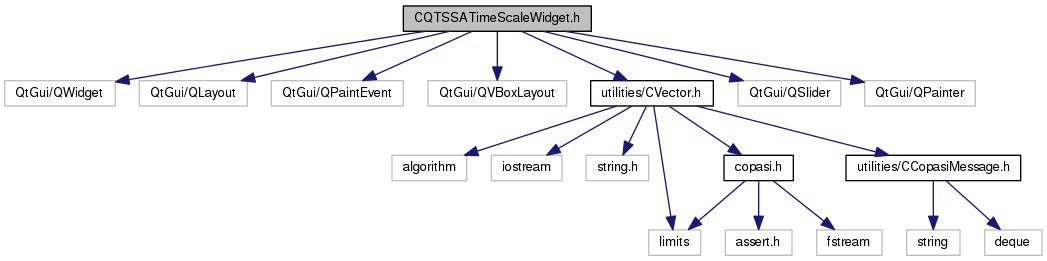 CQTSSATimeScaleWidget.h
QtGui/QWidget
QtGui/QLayout
QtGui/QPaintEvent
QtGui/QVBoxLayout
utilities/CVector.h
QtGui/QSlider
QtGui/QPainter
algorithm
iostream
string.h
copasi.h
utilities/CCopasiMessage.h
limits
assert.h
fstream
string
deque